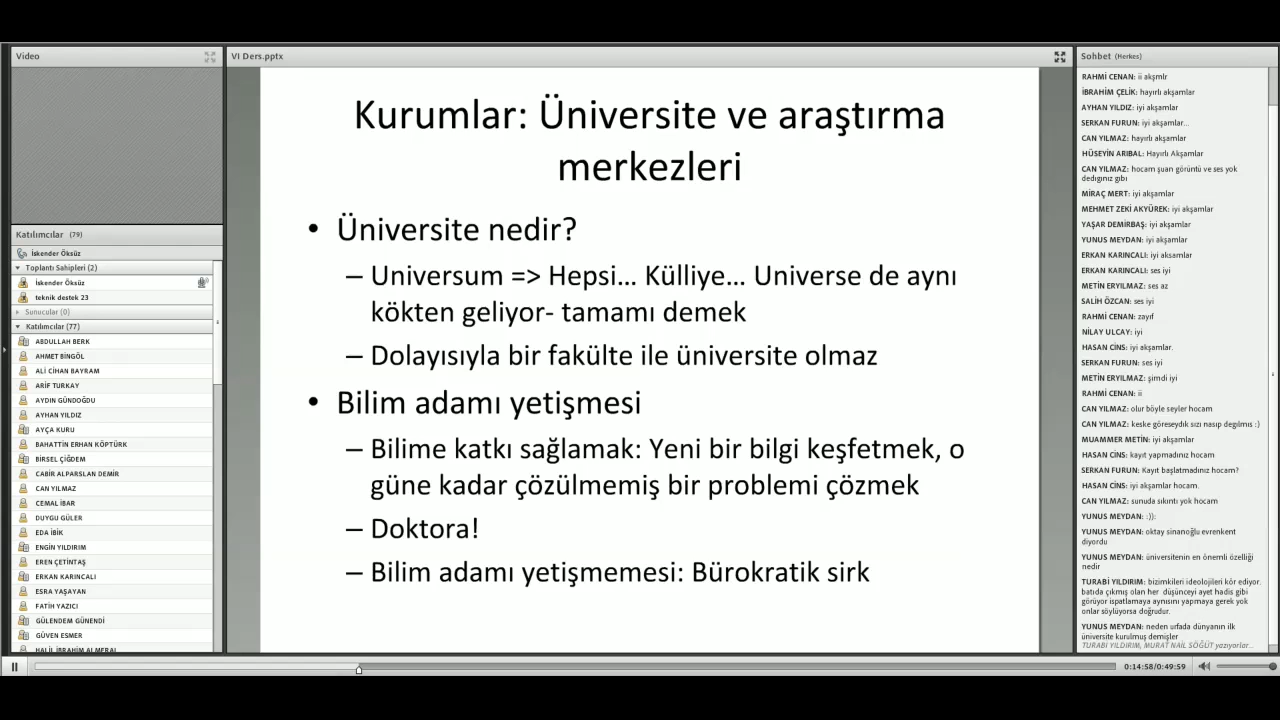 Video
Katılımcılar (79)
İskender Öksüz
Toplantı Sahipleri (2)
İskender Öksüz
teknik destek 23
Sunucular (0)
Katılımcılar (77)
ABDULLAH BERK
AHMET BİNGÖL
ALİ CİHAN BAYRAM
ARİF TURKAY
AYDIN GÜNDOĞDU
AYHAN YILDIZ
AYÇA KURU
BAHATTİN ERHAN KÖPTÜRK
BİRSEL ÇİĞDEM
CABİR ALPARSLAN DEMİR
CAN YILMAZ
CEMAL İBAR
DUYGU GÜLER
EDA İBİK
ENGİN YILDIRIM
EREN ÇETİNTAŞ
ERKAN KARINCALI
ESRA YAŞAYAN
FATİH YAZICI
GÜLENDEM GÜNENDİ
GÜVEN ESMER
HALİL İBRAHİM ALMERAL
VI Ders.pptx
Kurumlar: Üniversite ve araştırma
merkezleri
• Üniversite nedir?
– Universum => Hepsi... Külliye... Universe de aynı
kökten geliyor- tamamı demek
– Dolayısıyla bir fakülte ile üniversite olmaz
• Bilim adamı yetişmesi
– Bilime katkı sağlamak: Yeni bir bilgi keşfetmek, o
güne kadar çözülmemiş bir problemi çözmek
– Doktora!
– Bilim adamı yetişmemesi: Bürokratik sirk
Sohbet (Herkes)
RAHMİ CENAN: ii akşmlr
İBRAHİM ÇELİK: hayırlı akşamlar
AYHAN YILDIZ: iyi akşamlar
SERKAN FURUN: iyi akşamlar...
CAN YILMAZ: hayırlı akşamlar
HÜSEYİN ARIBAL: Hayırlı Akşamlar
CAN YILMAZ: hocam şuan görüntü ve ses yok
dedıgınız gıbı
MİRAÇ MERT: iyi akşamlar
MEHMET ZEKİ AKYÜREK: iyi akşamlar
YAŞAR DEMİRBAŞ: iyi akşamlar
YUNUS MEYDAN: iyi akşamlar
ERKAN KARINCALI: iyi aksamlar
ERKAN KARINCALI: ses iyi
METİN ERYILMAZ: ses az
SALİH ÖZCAN: ses iyi
RAHMİ CENAN: zayıf
NİLAY ULCAY: iyi
HASAN CİNS: iyi akşamlar.
SERKAN FURUN: ses iyi
METİN ERYILMAZ: şimdi iyi
RAHMİ CENAN: ii
CAN YILMAZ: olur böyle seyler hocam
CAN YILMAZ: keske göreseydık sızı nasıp degılmıs :)
MUAMMER METİN: iyi akşamlar
HASAN CİNS: kayıt yapmadınız hocam
SERKAN FURUN: Kayıt başlatmadınız hocam?
HASAN CİNS: iyi akşamlar hocam.
CAN YILMAZ: sunuda sıkıntı yok hocam
YUNUS MEYDAN: :)):
YUNUS MEYDAN: oktay sinanoğlu evrenkent
diyordu
YUNUS MEYDAN: üniversitenin en önemli özelliği
nedir
TURABİ YILDIRIM: bizimkileri ideolojileri kör ediyor.
batıda çıkmış olan her düşünceyi ayet hadis gibi
görüyor ispatlamaya aynısını yapmaya gerek yok
onlar söylüyorsa doğrudur.
YUNUS MEYDAN: neden urfada dünyanın ilk
üniversite kurulmuş demişler
TURABİ YILDIRIM, MURAT NAİL SÖĞÜT yazıyorlar...
0:14:58/0:49:59